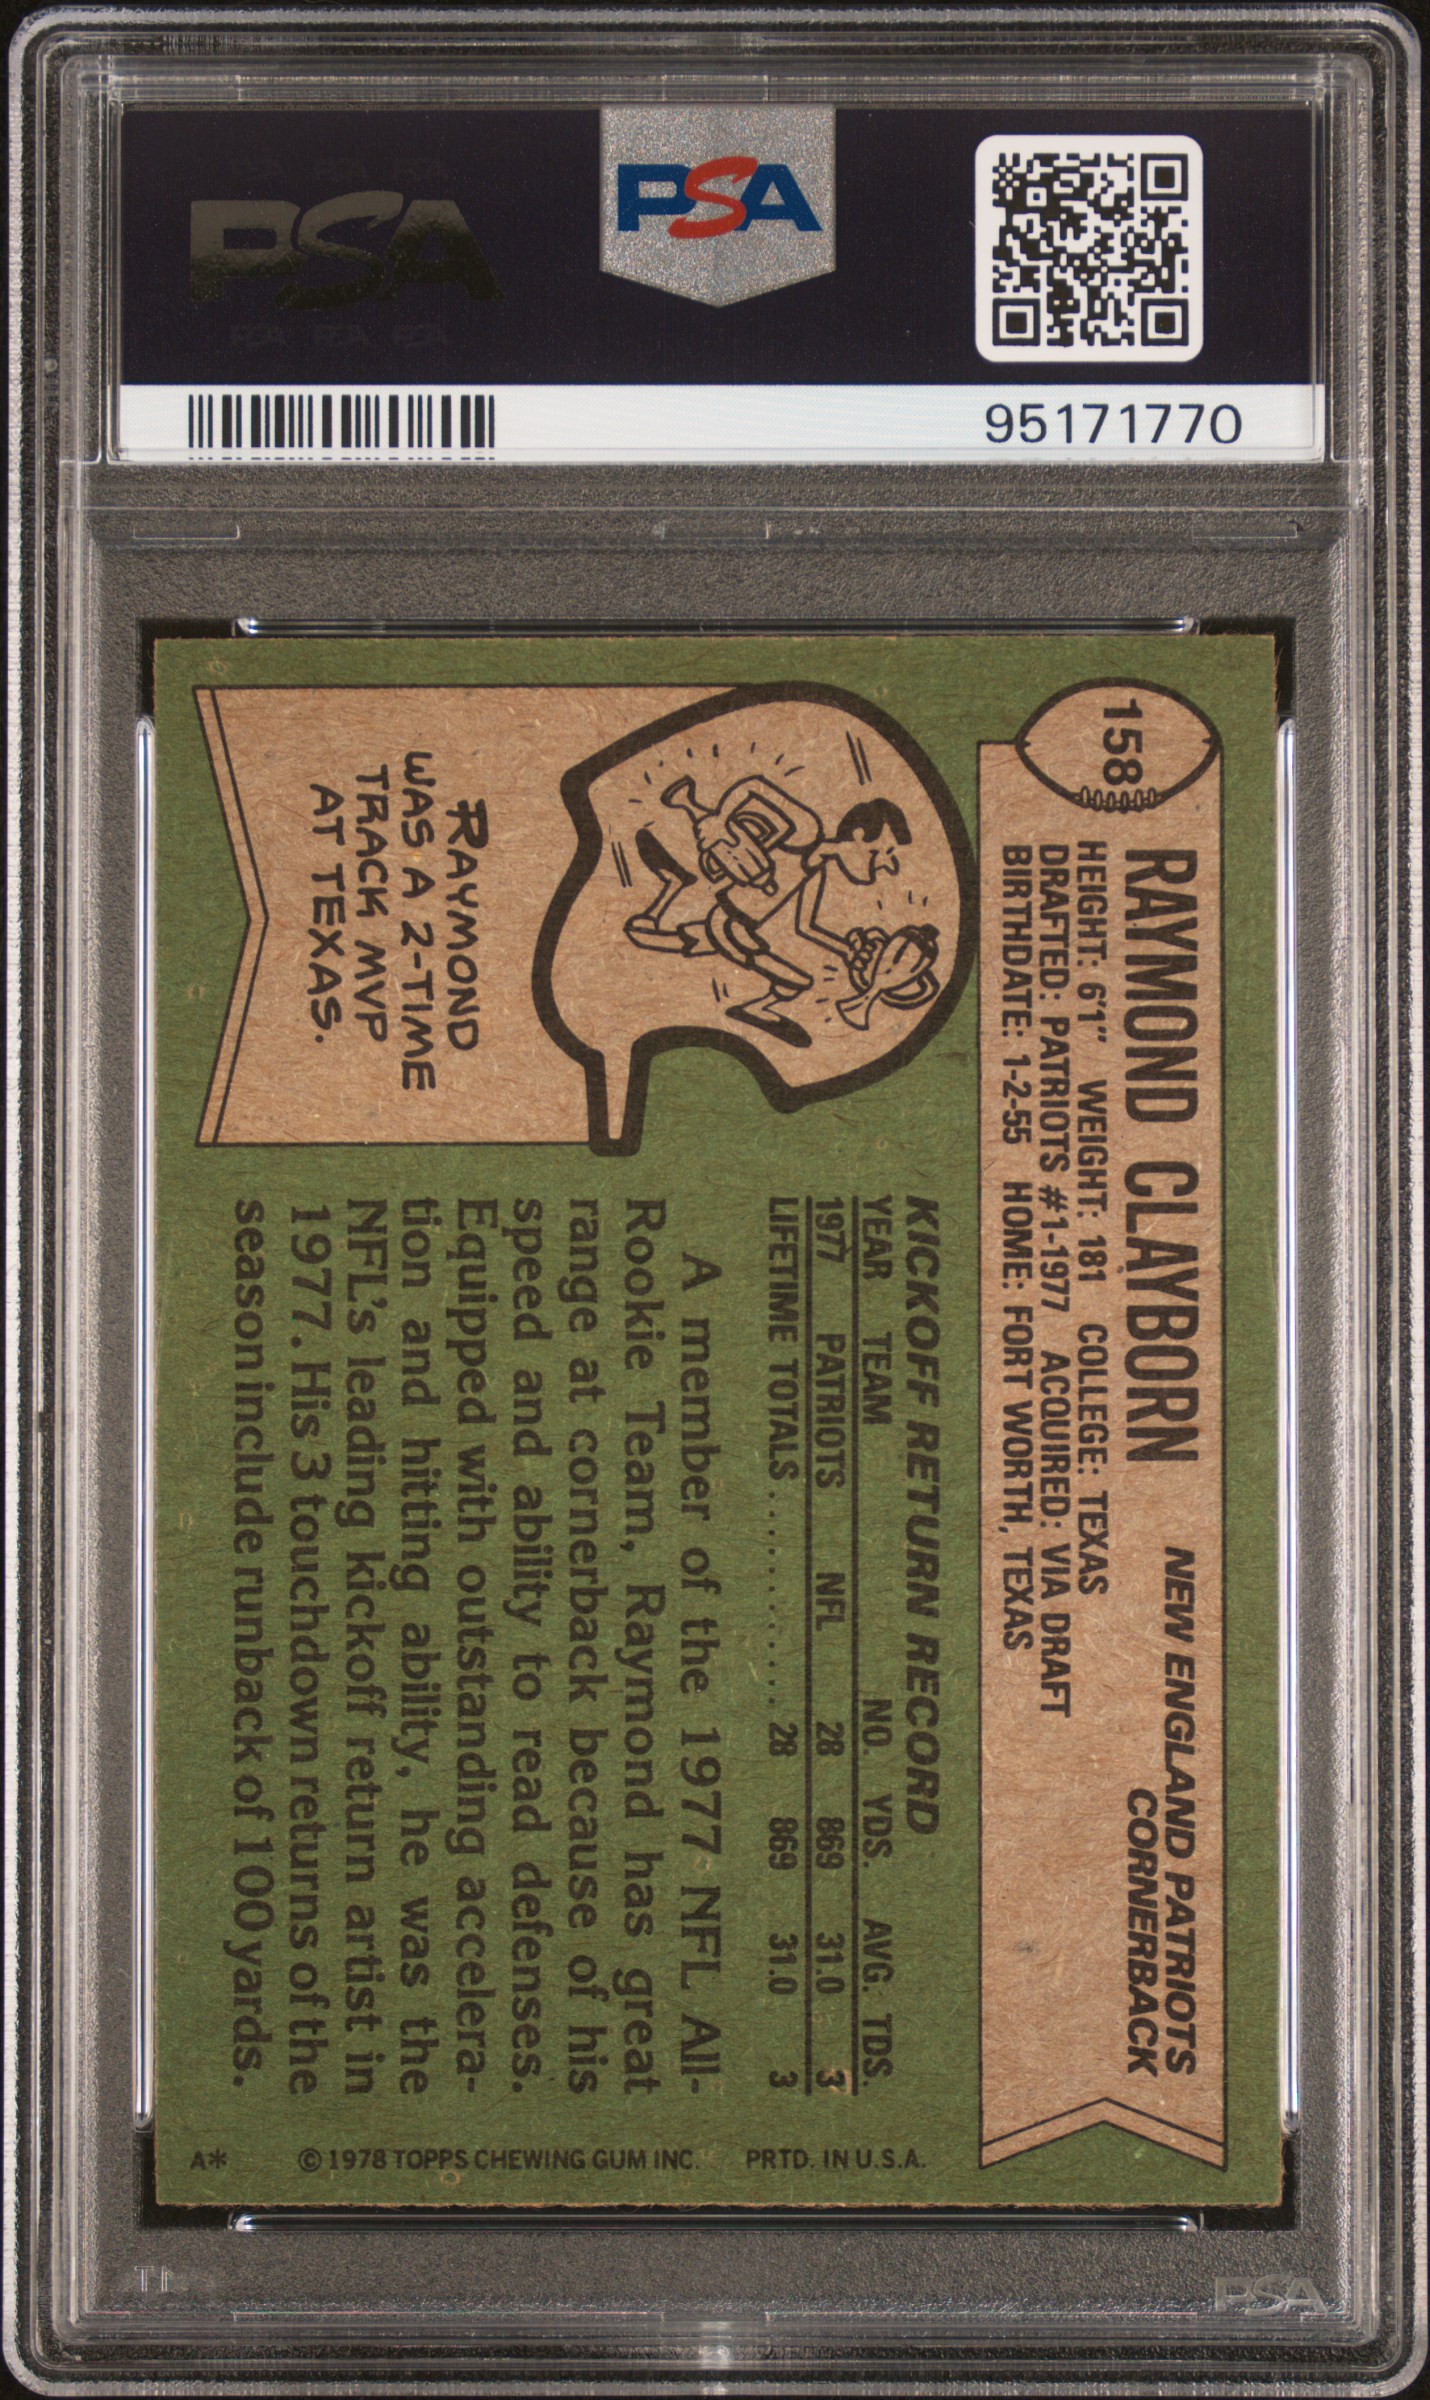 PSA
PSA
95171770
158
RAYMOND CLAYBORN
NEW ENGLAND PATRIOTS
CORNERBACK
HEIGHT: 6'1" WEIGHT: 181 COLLEGE: TEXAS
DRAFTED: PATRIOTS #1-1977 ACQUIRED: VIA DRAFT
BIRTHDATE: 1-2-55 HOME: FORT WORTH, TEXAS
RAYMOND
WAS A 2-TIME
TRACK MVP
AT TEXAS.
KICKOFF RETURN RECORD
YEAR TEAM NO. YDS. AVG. TDS.
1977 PATRIOTS NFL 28 869 31.0 3
LIFETIME TOTALS............ 28 869 31.0 3
A member of the 1977 NFL All-
Rookie Team, Raymond has great
range at cornerback because of his
speed and ability to read defenses.
Equipped with outstanding accelera-
tion and hitting ability, he was the
NFL's leading kickoff return artist in
1977. His 3 touchdown returns of the
season include runback of 100 yards.
A* © 1978 TOPPS CHEWING GUM INC. PRTD. IN U.S.A.
PSA